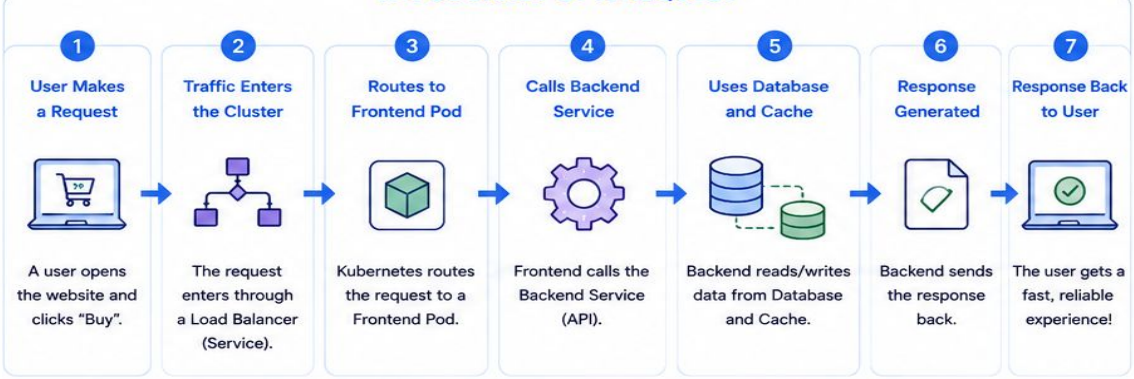 1
User Makes
a Request
A user opens
the website and
clicks “Buy”.
2
Traffic Enters
the Cluster
The request
enters through
a Load Balancer
(Service).
3
Routes to
Frontend Pod
Kubernetes routes
the request to a
Frontend Pod.
4
Calls Backend
Service
Frontend calls the
Backend Service
(API).
5
Uses Database
and Cache
Backend reads/writes
data from Database
and Cache.
6
Response
Generated
Backend sends
the response
back.
7
Response Back
to User
The user gets a
fast, reliable
experience!